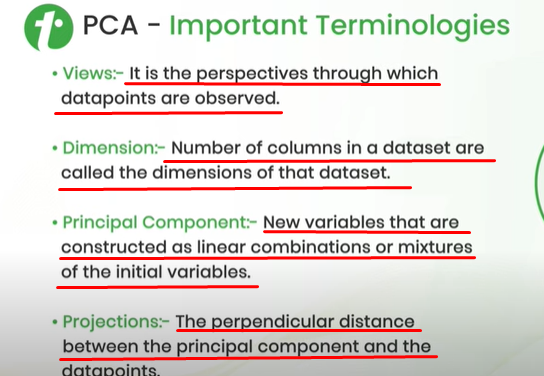 PCA - Important Terminologies
• Views:- It is the perspectives through which
datapoints are observed.
• Dimension:- Number of columns in a dataset are
called the dimensions of that dataset.
• Principal Component:- New variables that are
constructed as linear combinations or mixtures
of the initial variables.
• Projections:- The perpendicular distance
between the principal component and the
datapoints.